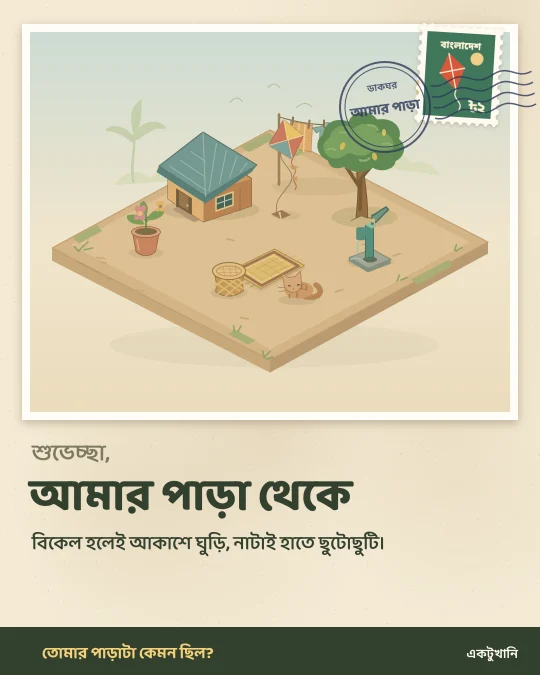 বাংলাদেশ
৳২
ডাকঘর
আমার পাড়া
শুভেচ্ছা,
আমার পাড়া থেকে
বিকেল হলেই আকাশে ঘুড়ি, নাটাই হাতে ছুটোছুটি।
তোমার পাড়াটা কেমন ছিল?
একটুখানি